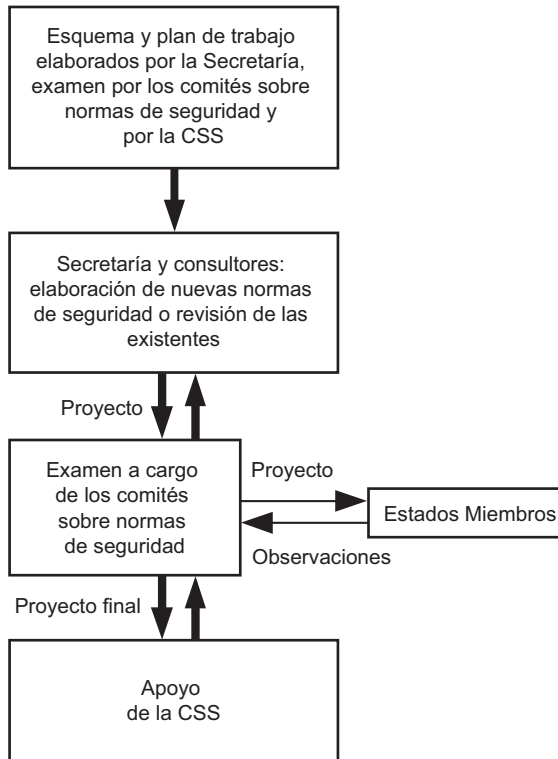 Esquema y plan de trabajo
elaborados por la Secretaría,
examen por los comités sobre
normas de seguridad y
por la CSS
Secretaría y consultores:
elaboración de nuevas normas
de seguridad o revisión de las
existentes
Proyecto
Examen a cargo
de los comités
sobre normas
de seguridad
Proyecto
Estados Miembros
Observaciones
Proyecto final
Apoyo
de la CSS